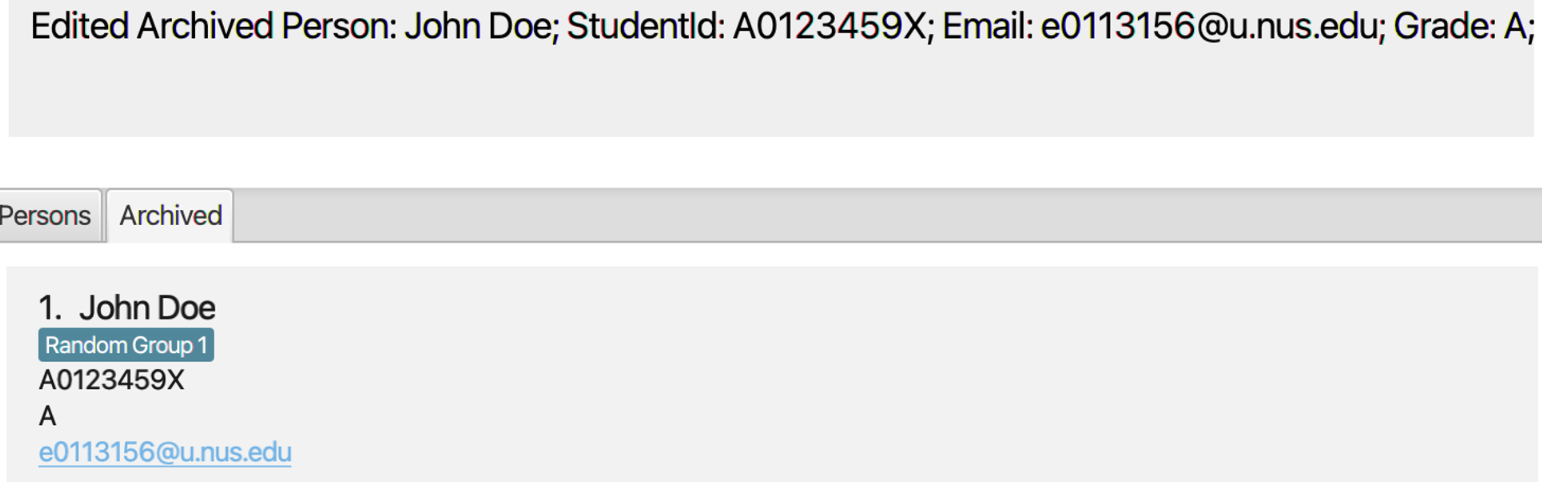 Edited Archived Person: John Doe; StudentId: A0123459X; Email: e0113156@u.nus.edu; Grade: A;
Persons Archived
1. John Doe
Random Group 1
A0123459X
A
e0113156@u.nus.edu